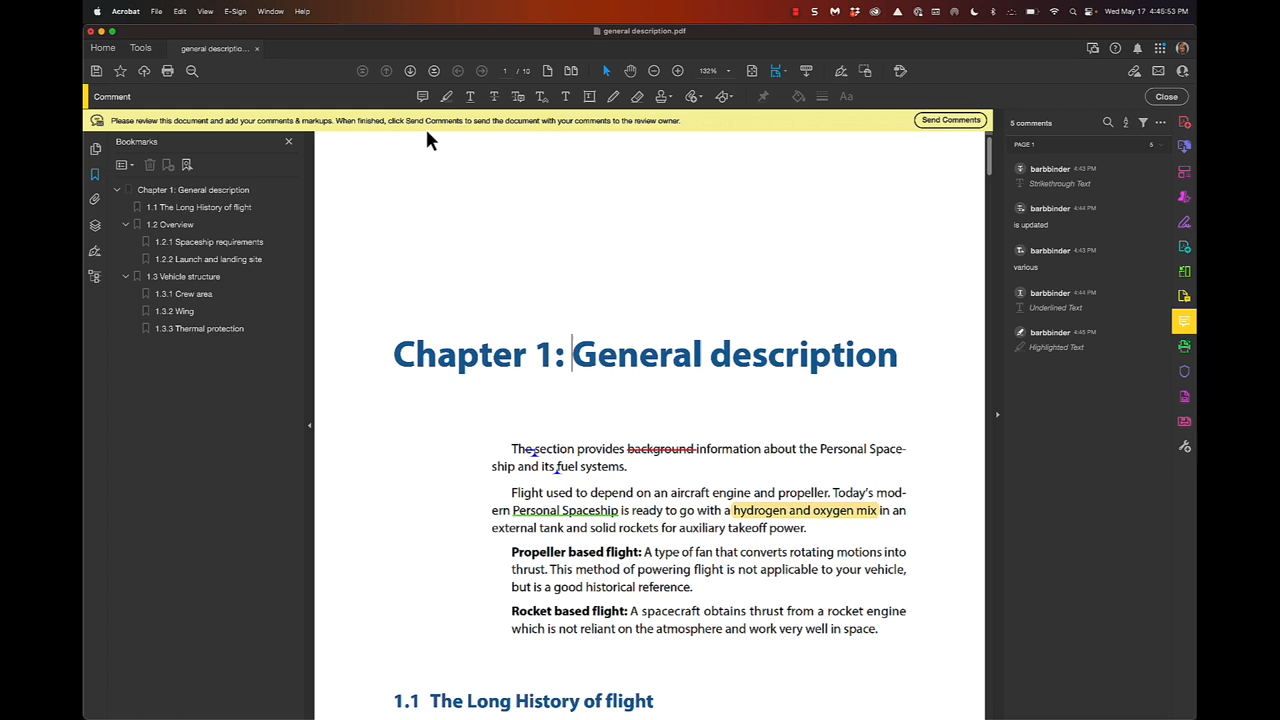 Acrobat File Edit View E-Sign Window Help Wed May 17 4:45:53 PM
general description.pdf
Home Tools general descriptio... ×
1 / 10 132%
Comment Close
Please review this document and add your comments & markups. When finished, click Send Comments to send the document with your comments to the review owner. Send Comments
Bookmarks
Chapter 1: General description
1.1 The Long History of flight
1.2 Overview
1.2.1 Spaceship requirements
1.2.2 Launch and landing site
1.3 Vehicle structure
1.3.1 Crew area
1.3.2 Wing
1.3.3 Thermal protection
Chapter 1: General description
The section provides background information about the Personal Space-
ship and its fuel systems.
Flight used to depend on an aircraft engine and propeller. Today’s mod-
ern Personal Spaceship is ready to go with a hydrogen and oxygen mix in an
external tank and solid rockets for auxiliary takeoff power.
Propeller based flight: A type of fan that converts rotating motions into
thrust. This method of powering flight is not applicable to your vehicle,
but is a good historical reference.
Rocket based flight: A spacecraft obtains thrust from a rocket engine
which is not reliant on the atmosphere and work very well in space.
1.1 The Long History of flight
5 comments
PAGE 1 5
barbbinder 4:43 PM
Strikethrough Text
barbbinder 4:44 PM
is updated
barbbinder 4:43 PM
various
barbbinder 4:44 PM
Underlined Text
barbbinder 4:45 PM
Highlighted Text